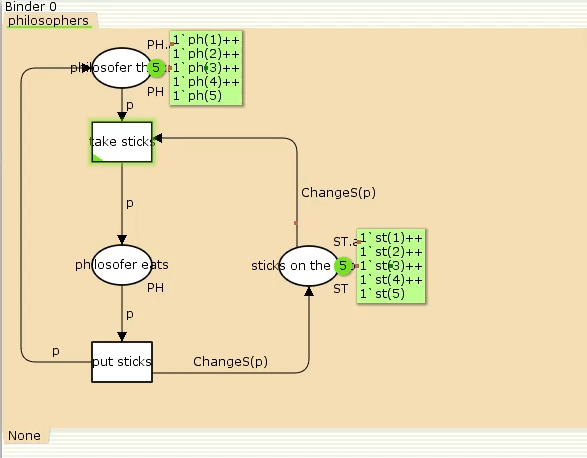 Binder 0
philosophers
PH.
1`ph(1)++
1`ph(2)++
1`ph(3)++
1`ph(4)++
1`ph(5)
philosofer
5
PH
p
take sticks
p
ChangeS(p)
ST.
1`st(1)++
1`st(2)++
1`st(3)++
1`st(4)++
1`st(5)
philosofer eats
sticks on the
5
PH
ST
p
p
put sticks
ChangeS(p)
None